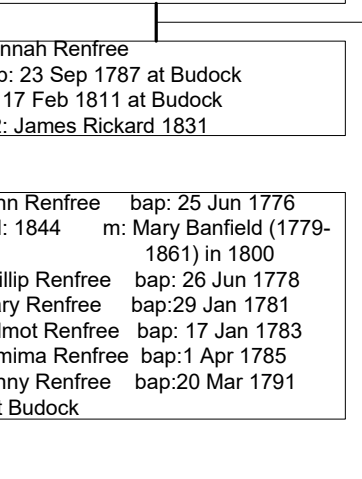 nnah Renfree
: 23 Sep 1787 at Budock
17 Feb 1811 at Budock
: James Rickard 1831
nn Renfree bap: 25 Jun 1776
: 1844 m: Mary Banfield (1779-
1861) in 1800
illip Renfree bap: 26 Jun 1778
ry Renfree bap:29 Jan 1781
lmot Renfree bap: 17 Jan 1783
mima Renfree bap:1 Apr 1785
nny Renfree bap:20 Mar 1791
t Budock